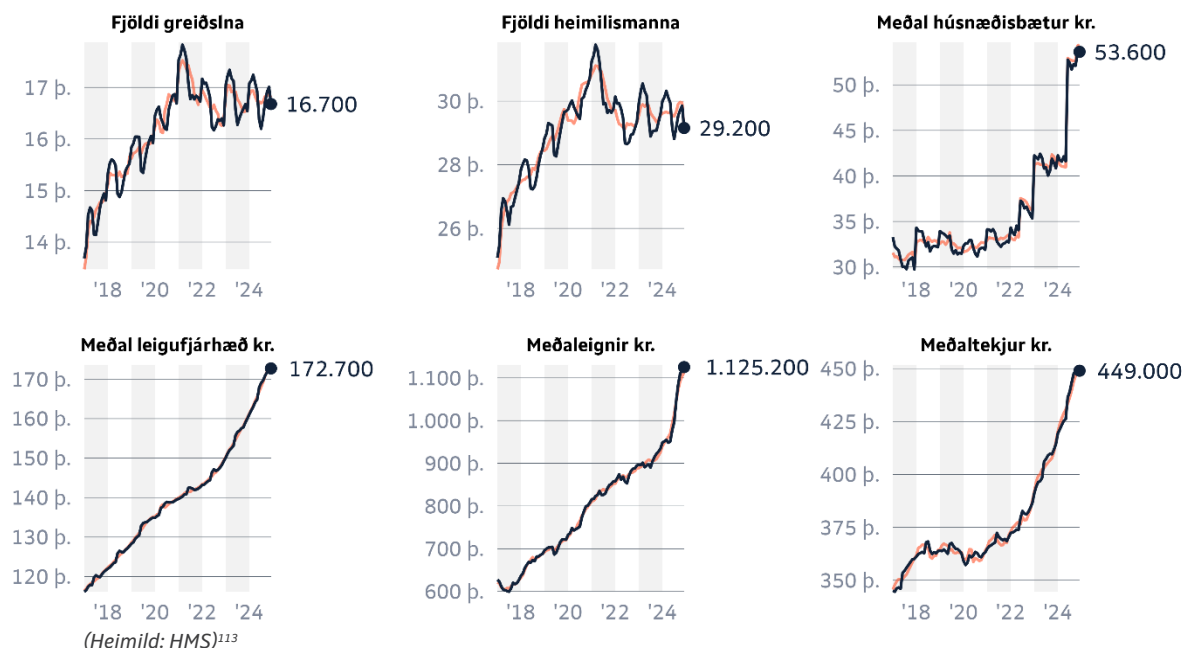 Fjöldi greiðslna
17 þ.
16 þ.
15 þ.
14 þ.
16.700
'18 '20 '22 '24
Fjöldi heimilismanna
30 þ.
28 þ.
26 þ.
29.200
'18 '20 '22 '24
Meðal húsnæðisbætur kr.
50 þ.
45 þ.
40 þ.
35 þ.
30 þ.
53.600
'18 '20 '22 '24
Meðal leigufjárhæð kr.
170 þ.
160 þ.
150 þ.
140 þ.
130 þ.
120 þ.
172.700
'18 '20 '22 '24
Meðaleignir kr.
1.100 þ.
1.000 þ.
900 þ.
800 þ.
700 þ.
600 þ.
1.125.200
'18 '20 '22 '24
Meðaltekjur kr.
450 þ.
425 þ.
400 þ.
375 þ.
350 þ.
449.000
'18 '20 '22 '24
(Heimild: HMS)¹¹³